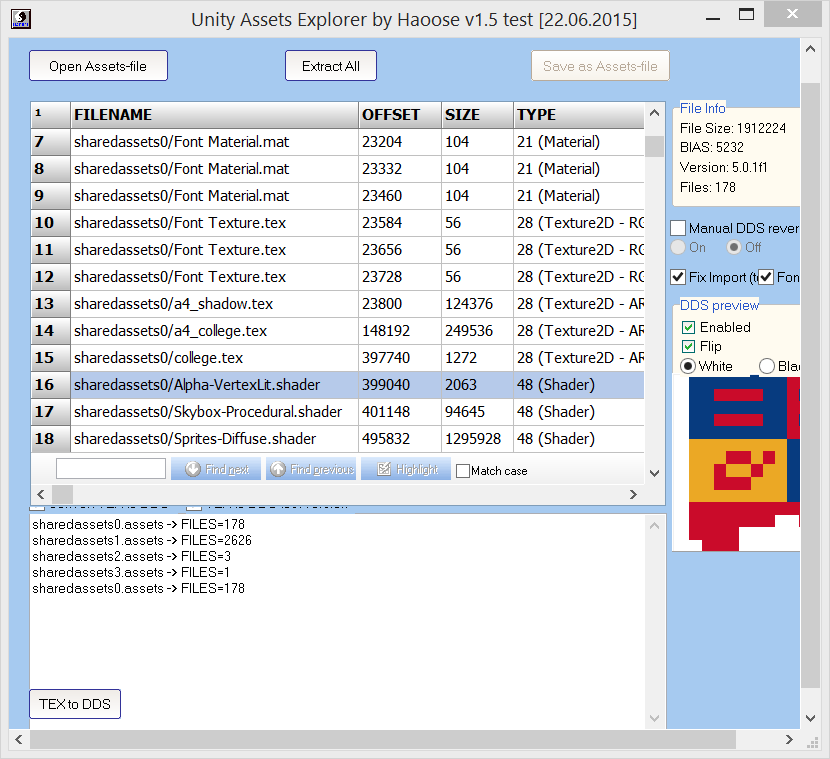 Unity Assets Explorer by Haoose v1.5 test [22.06.2015]
Open Assets-file
Extract All
Save as Assets-file
1 FILENAME OFFSET SIZE TYPE
7 sharedassets0/Font Material.mat 23204 104 21 (Material)
8 sharedassets0/Font Material.mat 23332 104 21 (Material)
9 sharedassets0/Font Material.mat 23460 104 21 (Material)
10 sharedassets0/Font Texture.tex 23584 56 28 (Texture2D - RG
11 sharedassets0/Font Texture.tex 23656 56 28 (Texture2D - RG
12 sharedassets0/Font Texture.tex 23728 56 28 (Texture2D - RG
13 sharedassets0/a4_shadow.tex 23800 124376 28 (Texture2D - AR
14 sharedassets0/a4_college.tex 148192 249536 28 (Texture2D - AR
15 sharedassets0/college.tex 397740 1272 28 (Texture2D - AR
16 sharedassets0/Alpha-VertexLit.shader 399040 2063 48 (Shader)
17 sharedassets0/Skybox-Procedural.shader 401148 94645 48 (Shader)
18 sharedassets0/Sprites-Diffuse.shader 495832 1295928 48 (Shader)
Find next
Find previous
Highlight
Match case
File Info
File Size: 1912224
BIAS: 5232
Version: 5.0.1f1
Files: 178
Manual DDS rever
On Off
Fix Import (t Fon
DDS preview
Enabled
Flip
White Blac
sharedassets0.assets -> FILES=178
sharedassets1.assets -> FILES=2626
sharedassets2.assets -> FILES=3
sharedassets3.assets -> FILES=1
sharedassets0.assets -> FILES=178
TEX to DDS